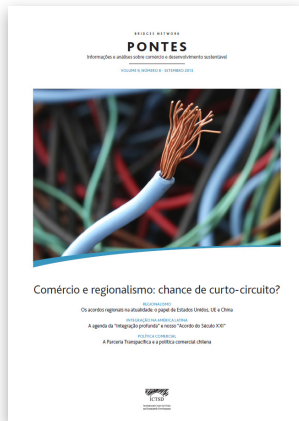 BRIDGES NETWORK
PONTES
Informações e análises sobre comércio e desenvolvimento sustentável
VOLUME 9, NÚMERO 8 - SETEMBRO 2013
Comércio e regionalismo: chance de curto-circuito?
REGIONALISMO
Os acordos regionais na atualidade: o papel de Estados Unidos, UE e China
INTEGRAÇÃO NA AMÉRICA LATINA
A agenda da "integração profunda" e nosso "Acordo do Século XXI"
POLÍTICA COMERCIAL
A Parceria Transpacífica e a política comercial chilena
ICTSD